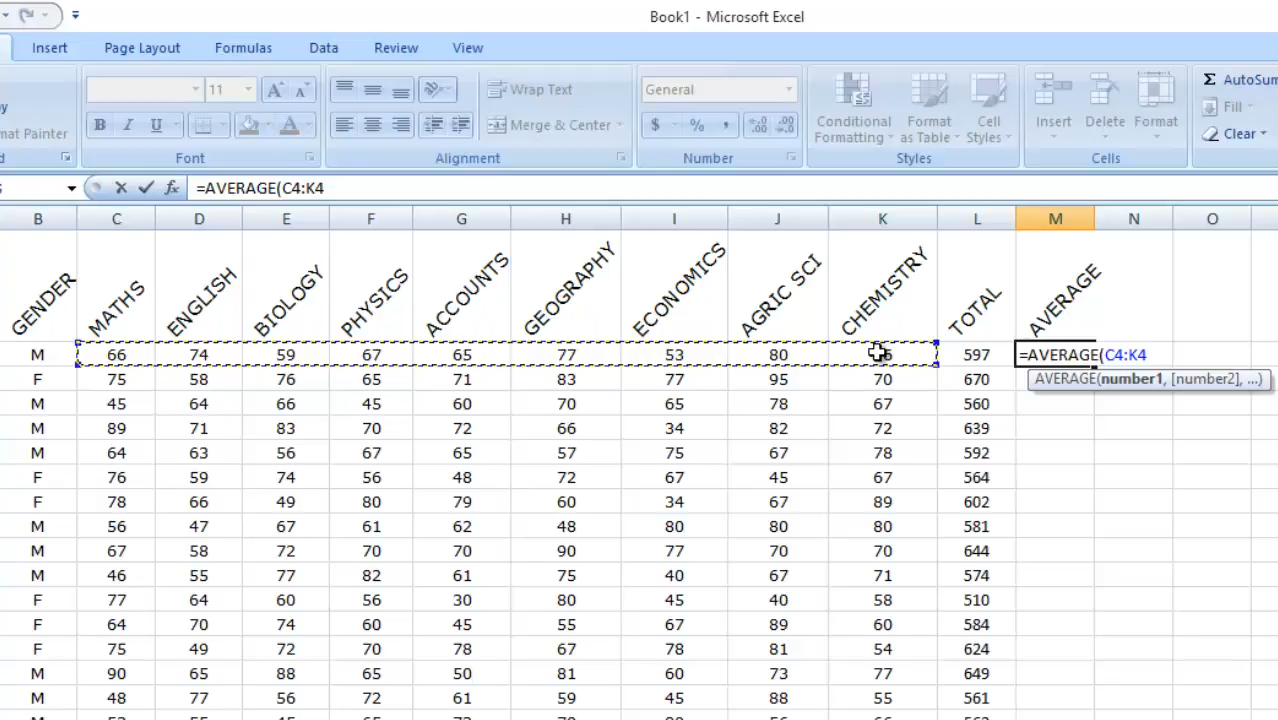 Book1 - Microsoft Excel
Insert Page Layout Formulas Data Review View
11 Wrap Text General Σ AutoSum
Fill
mat Painter B I U Merge & Center $ % , Conditional Formatting Format as Table Cell Styles Insert Delete Format Clear
Font Alignment Number Styles Cells
fx =AVERAGE(C4:K4
B C D E F G H I J K L M N O
GENDER MATHS ENGLISH BIOLOGY PHYSICS ACCOUNTS GEOGRAPHY ECONOMICS AGRIC SCI CHEMISTRY TOTAL AVERAGE
M 66 74 59 67 65 77 53 80 597 =AVERAGE(C4:K4
F 75 58 76 65 71 83 77 95 70 670 AVERAGE(number1, [number2], ...)
M 45 64 66 45 60 70 65 78 67 560
M 89 71 83 70 72 66 34 82 72 639
M 64 63 56 67 65 57 75 67 78 592
F 76 59 74 56 48 72 67 45 67 564
F 78 66 49 80 79 60 34 67 89 602
M 56 47 67 61 62 48 80 80 80 581
M 67 58 72 70 70 90 77 70 70 644
M 46 55 77 82 61 75 40 67 71 574
F 77 64 60 56 30 80 45 40 58 510
F 64 70 74 60 45 55 67 89 60 584
F 75 49 72 70 78 67 78 81 54 624
M 90 65 88 65 50 81 60 73 77 649
M 48 77 56 72 61 59 45 88 55 561